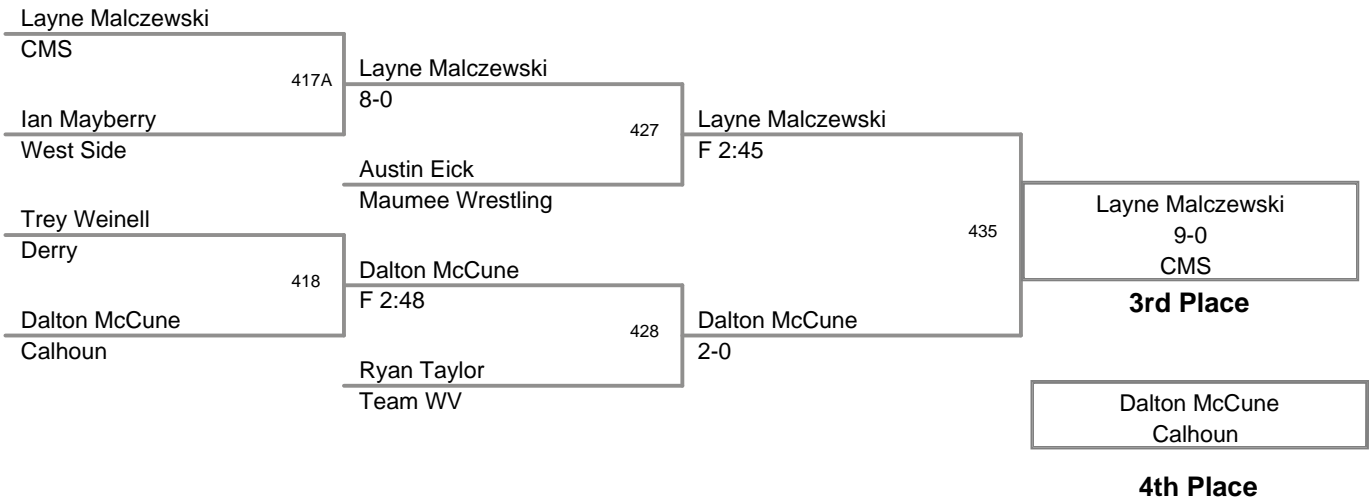 Layne Malczewski
CMS
417A
Ian Mayberry
West Side
Trey Weinell
Derry
418
Dalton McCune
Calhoun
Layne Malczewski
8-0
427
Austin Eick
Maumee Wrestling
Dalton McCune
F 2:48
428
Ryan Taylor
Team WV
Layne Malczewski
F 2:45
435
Dalton McCune
2-0
Layne Malczewski
9-0
CMS
3rd Place
Dalton McCune
Calhoun
4th Place